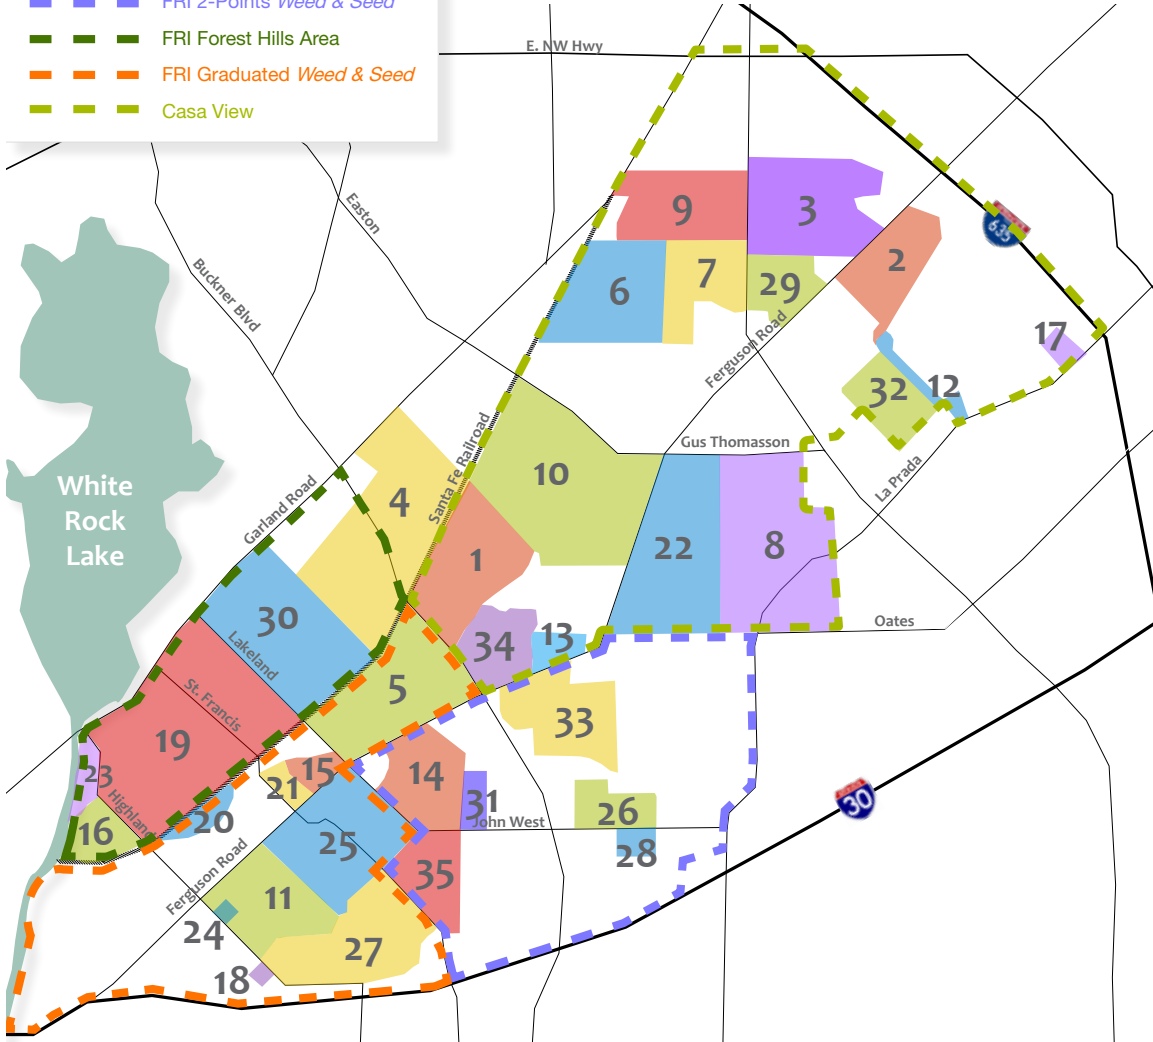 FRI 2-Points Weed & Seed
FRI Forest Hills Area
FRI Graduated Weed & Seed
Casa View
E. NW Hwy
Easton
Buckner Blvd
9
3
2
635
6
7
29
17
Ferguson Road
32
12
Santa Fe Railroad
Gus Thomasson
La Prada
White
Rock
Lake
Garland Road
4
10
1
22
8
30
Lakeland
34
13
Oates
5
St. Francis
33
19
23
Highland
16
20
21
15
14
31
John West
26
28
30
25
35
Ferguson Road
11
24
27
18